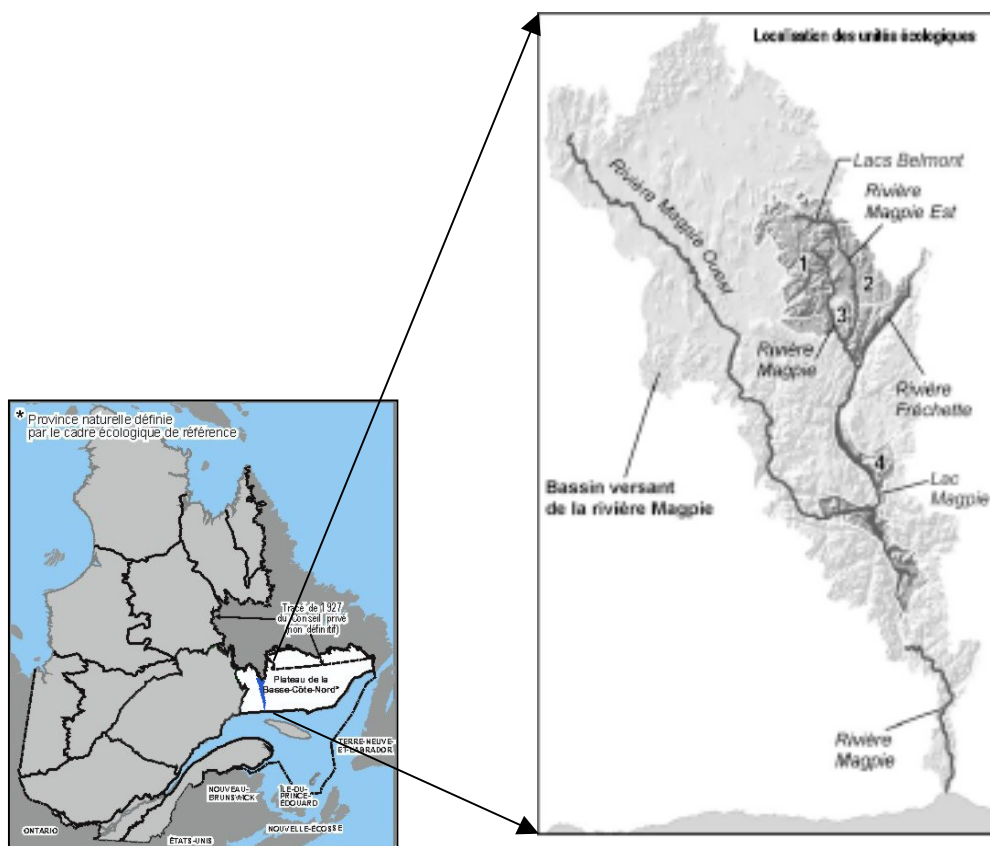 Localisation des unités écologiques
Lacs Belmont
Rivière
Magpie Est
Rivière Magpie Ouest
1
2
3
Rivière
Magpie
Rivière
Fréchette
4
Lac
Magpie
Bassin versant
de la rivière Magpie
Rivière
Magpie
* Province naturelle définie
par le cadre écologique de référence
Tracé de 1927
du Conseil privé
(non définitif)
Plateau de la
Basse-Côte-Nord*
TERRE-NEUVE-
ET-LABRADOR
NOUVEAU-
BRUNSWICK
ÎLE-DU-
PRINCE-
ÉDOUARD
NOUVELLE-ÉCOSSE
ONTARIO
ÉTATS-UNIS